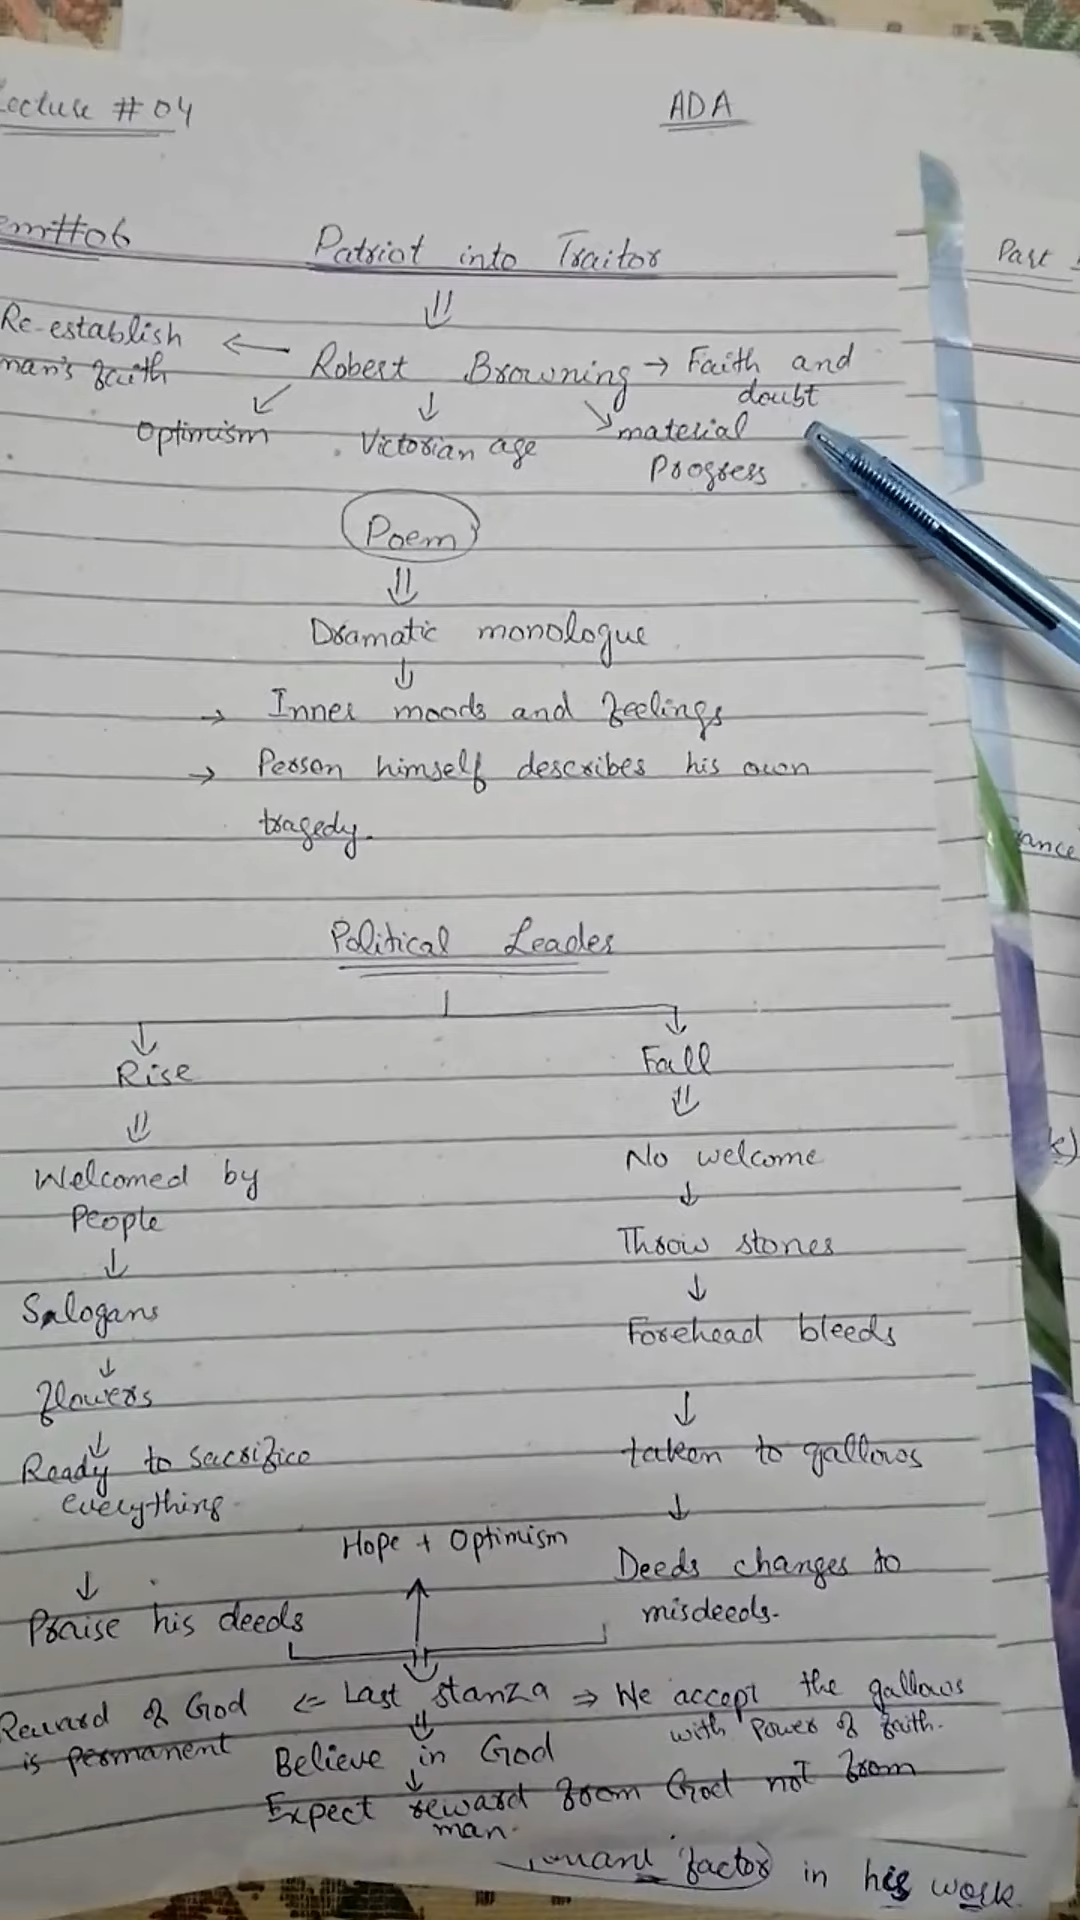 Lecture # 04
ADA
em#06
Patriot into Traitor
Part
Re-establish ← Robert Browning → Faith and
man's faith
doubt
Optimism
Victorian age
material
Progress
Poem
Dramatic monologue
→ Inner moods and feelings
→ Person himself describes his own
tragedy.
ance
Political Leader
Rise
Fall
Welcomed by
People
No welcome
Slogans
Throw stones
flowers
Forehead bleeds
Ready to sacrifice
everything.
taken to gallows
Hope + Optimism
Deeds changes to
misdeeds.
Praise his deeds
Reward of God ⇐ Last stanza ⇒ We accept the gallows
is permanent
with Power of faith.
Believe in God
Expect reward from God not from
man.
factor in his work